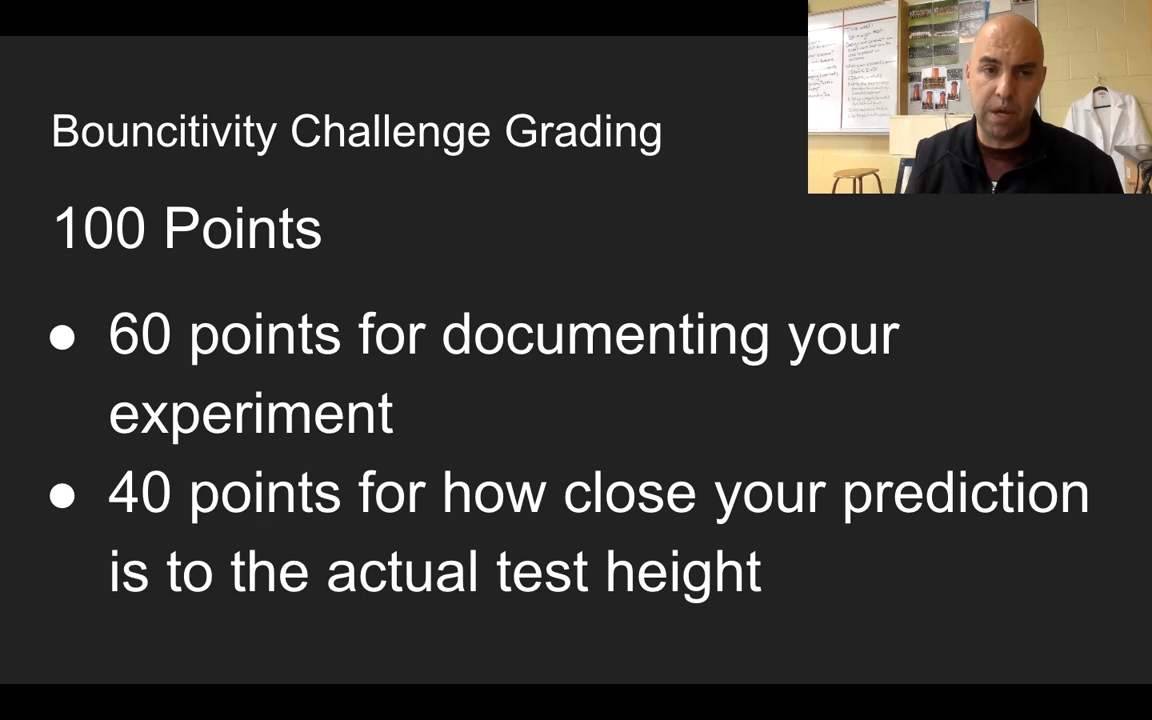 Bouncitivity Challenge Grading
100 Points
● 60 points for documenting your
experiment
● 40 points for how close your prediction
is to the actual test height